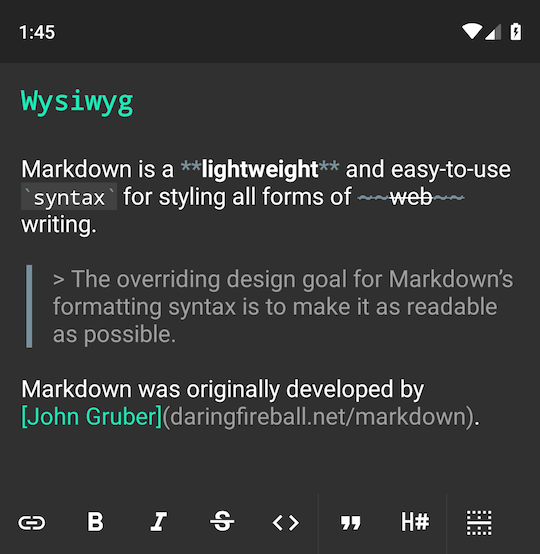 1:45
Wysiwyg
Markdown is a **lightweight** and easy-to-use
`syntax` for styling all forms of ~~web~~
writing.
> The overriding design goal for Markdown’s
formatting syntax is to make it as readable
as possible.
Markdown was originally developed by
[John Gruber](daringfireball.net/markdown).
B I S <> " H#